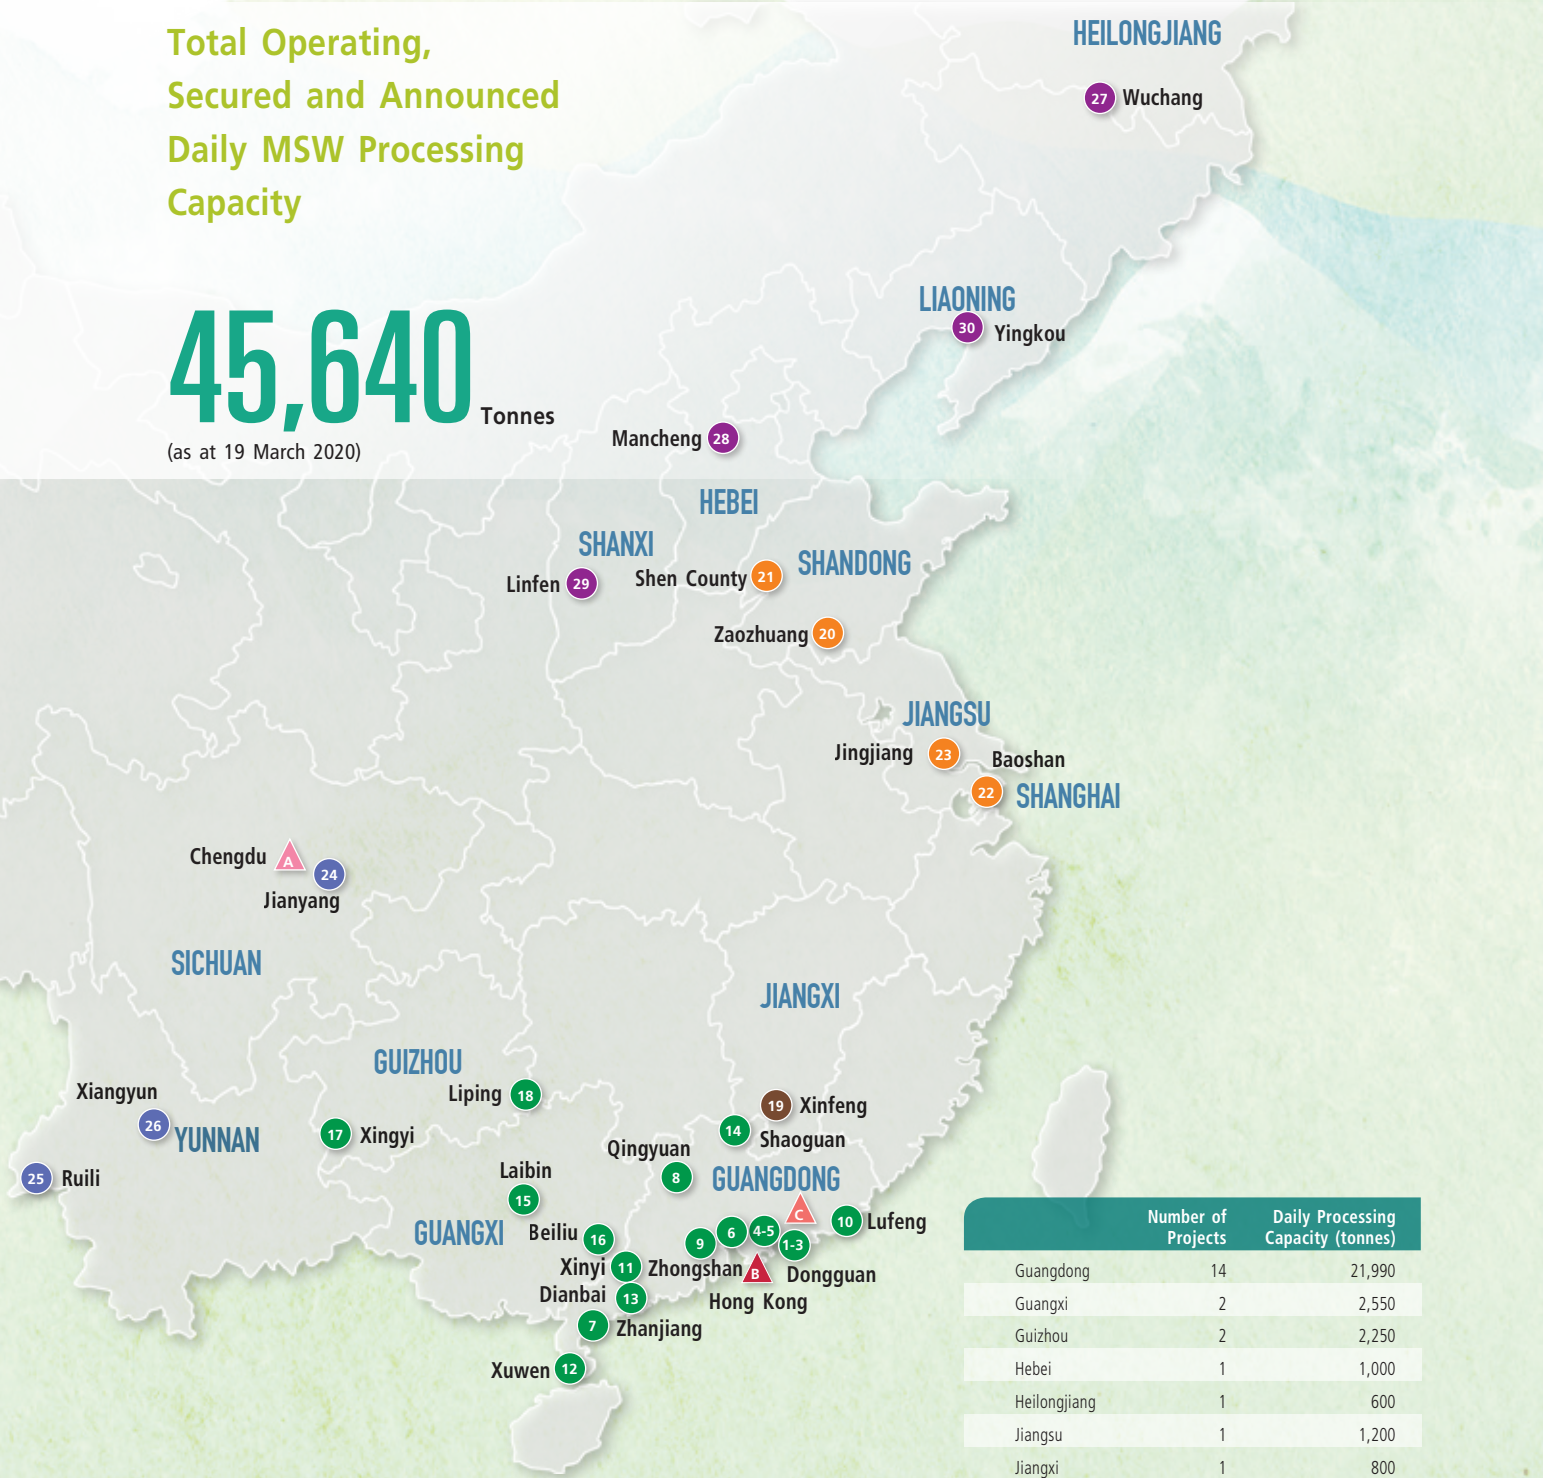 Total Operating,
Secured and Announced
Daily MSW Processing
Capacity
45,640 Tonnes
(as at 19 March 2020)
HEILONGJIANG
27 Wuchang
LIAONING
30 Yingkou
Mancheng 28
HEBEI
SHANXI
SHANDONG
Linfen 29
Shen County 21
Zaozhuang 20
JIANGSU
Jingjiang 23
Baoshan
22 SHANGHAI
Chengdu A
24
Jianyang
SICHUAN
JIANGXI
GUIZHOU
Liping 18
Xiangyun
26
YUNNAN
17 Xingyi
19 Xinfeng
14 Shaoguan
Qingyuan
8
GUANGDONG
25 Ruili
Laibin
15
GUANGXI
Beiliu 16
9
6
4-5
C
1-3
10 Lufeng
Xinyi 11
Zhongshan
B
Dongguan
Hong Kong
Dianbai 13
7 Zhanjiang
Xuwen 12
Number of Projects
Daily Processing Capacity (tonnes)
Guangdong 14 21,990
Guangxi 2 2,550
Guizhou 2 2,250
Hebei 1 1,000
Heilongjiang 1 600
Jiangsu 1 1,200
Jiangxi 1 800